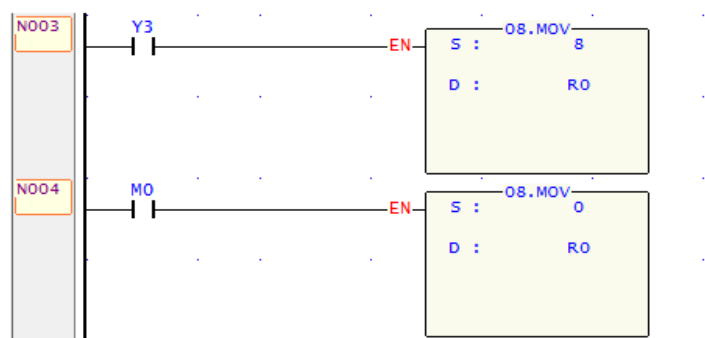 N003 Y3 EN 08.MOV
S : 8
D : R0
N004 M0 EN 08.MOV
S : 0
D : R0